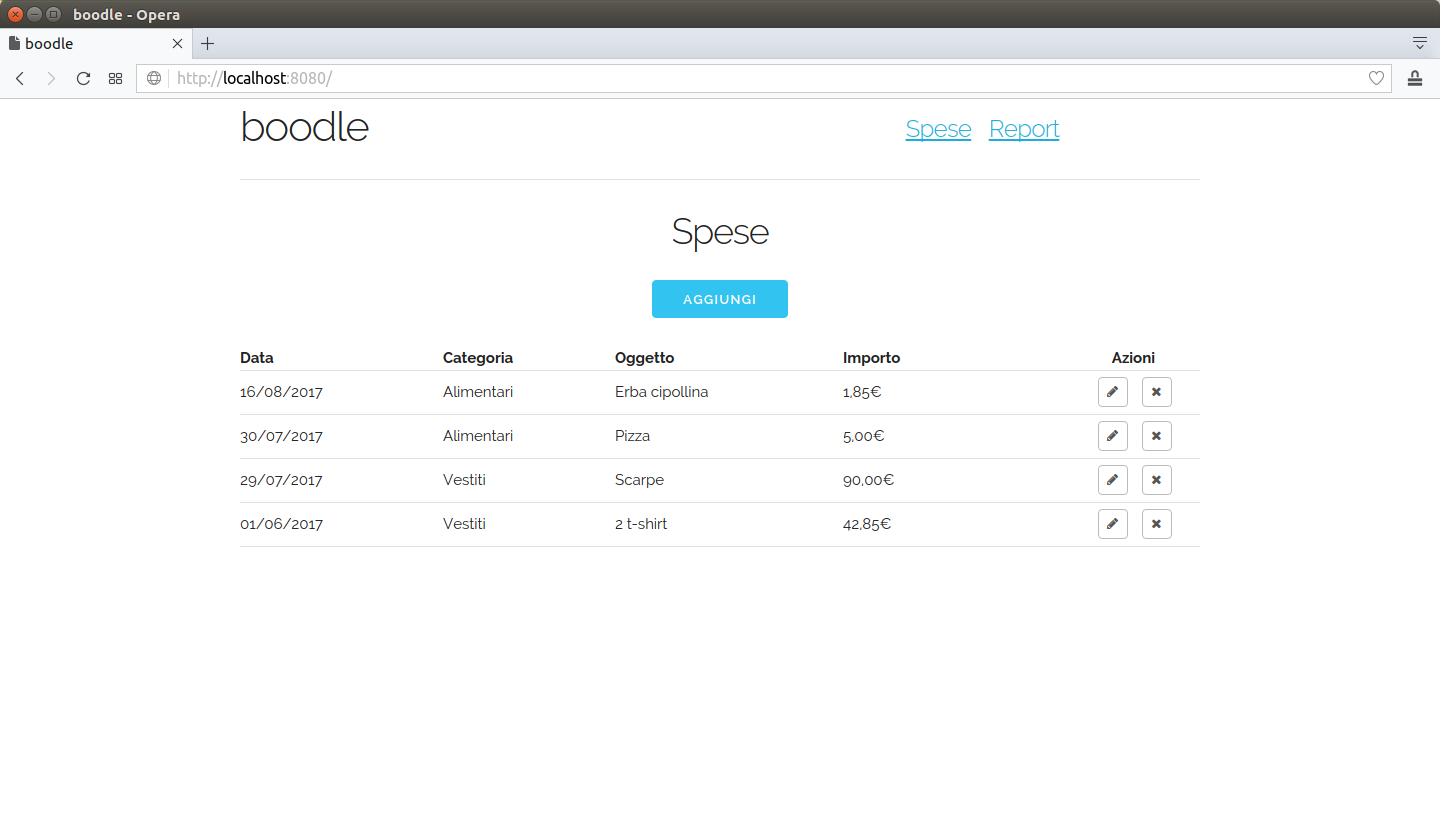 boodle - Opera
boodle
http://localhost:8080/
boodle
Spese Report
Spese
AGGIUNGI
Data Categoria Oggetto Importo Azioni
16/08/2017 Alimentari Erba cipollina 1,85€
30/07/2017 Alimentari Pizza 5,00€
29/07/2017 Vestiti Scarpe 90,00€
01/06/2017 Vestiti 2 t-shirt 42,85€